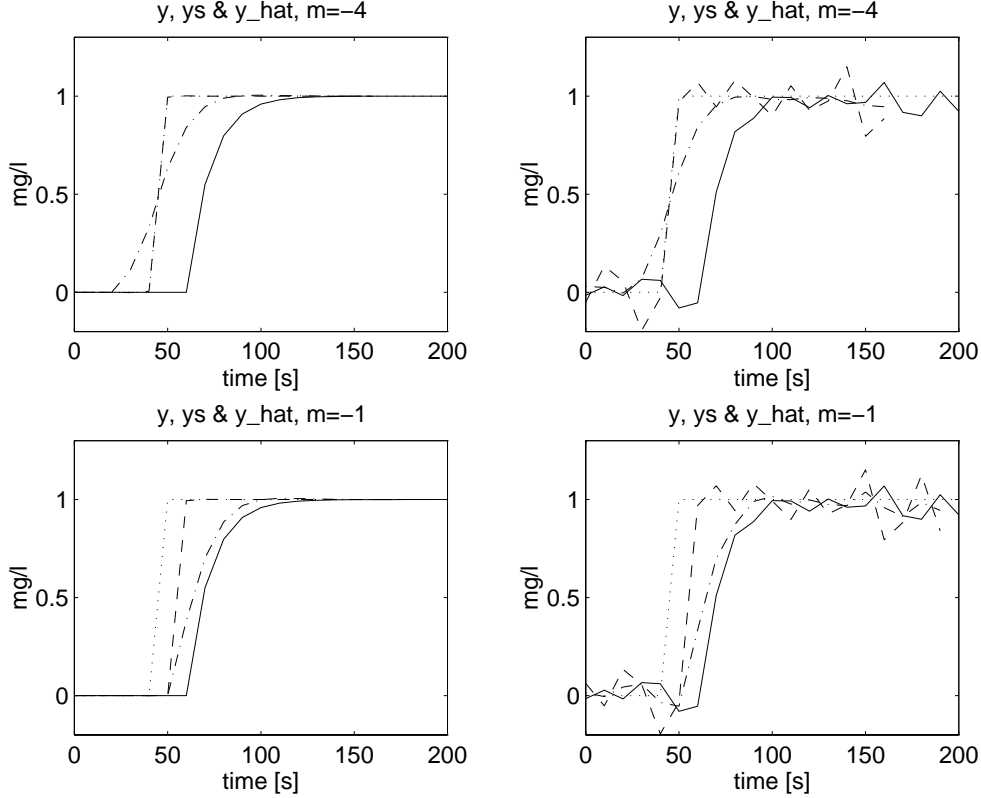 y, ys & y_hat, m=−4
mg/l
1
0.5
0
0 50 100 150 200
time [s]
y, ys & y_hat, m=−4
mg/l
1
0.5
0
0 50 100 150 200
time [s]
y, ys & y_hat, m=−1
mg/l
1
0.5
0
0 50 100 150 200
time [s]
y, ys & y_hat, m=−1
mg/l
1
0.5
0
0 50 100 150 200
time [s]